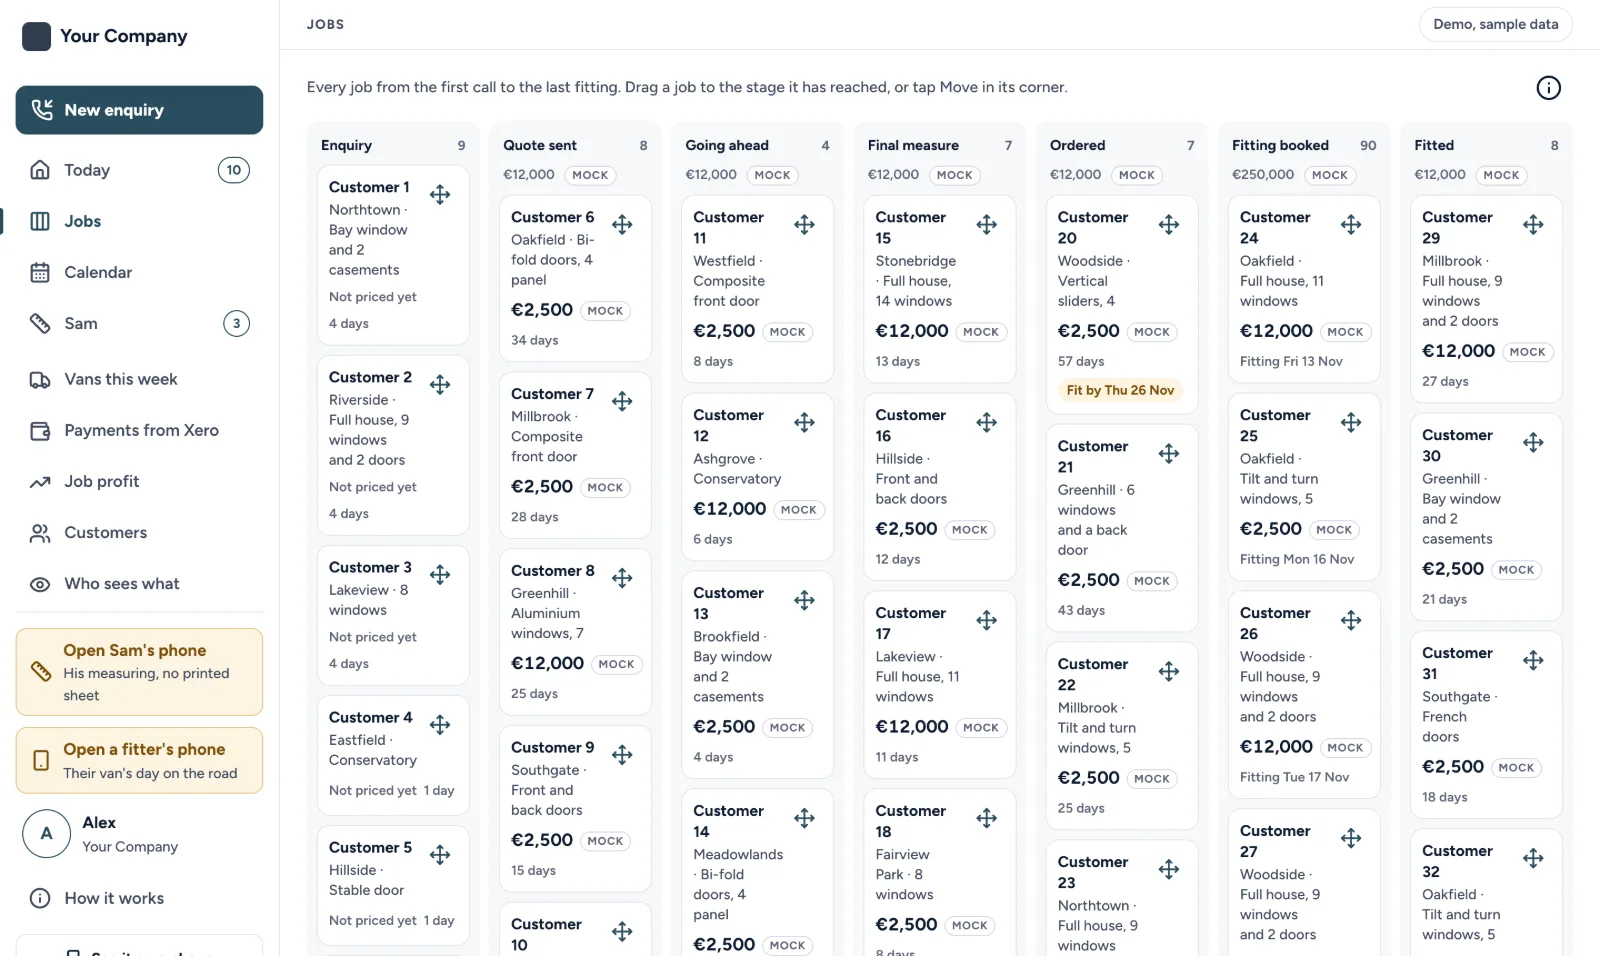 Your Company
New enquiry
Today 10
Jobs
Calendar
Sam 3
Vans this week
Payments from Xero
Job profit
Customers
Who sees what
Open Sam's phone
His measuring, no printed
sheet
Open a fitter's phone
Their van's day on the road
A
Alex
Your Company
How it works
JOBS
Demo, sample data
Every job from the first call to the last fitting. Drag a job to the stage it has reached, or tap Move in its corner.
Enquiry 9
Customer 1
Northtown ·
Bay window
and 2
casements
Not priced yet
4 days
Customer 2
Riverside ·
Full house, 9
windows
and 2 doors
Not priced yet
4 days
Customer 3
Lakeview · 8
windows
Not priced yet
4 days
Customer 4
Eastfield ·
Conservatory
Not priced yet 1 day
Customer 5
Hillside ·
Stable door
Not priced yet 1 day
Quote sent 8
€12,000 MOCK
Customer 6
Oakfield · Bi-
fold doors, 4
panel
€2,500 MOCK
34 days
Customer 7
Millbrook ·
Composite
front door
€2,500 MOCK
28 days
Customer 8
Greenhill ·
Aluminium
windows, 7
€12,000 MOCK
25 days
Customer 9
Southgate ·
Front and
back doors
€2,500 MOCK
15 days
Customer
10
Going ahead 4
€12,000 MOCK
Customer
11
Westfield ·
Composite
front door
€2,500 MOCK
8 days
Customer
12
Ashgrove ·
Conservatory
€12,000 MOCK
6 days
Customer
13
Brookfield ·
Bay window
and 2
casements
€2,500 MOCK
4 days
Customer
14
Meadowlands
· Bi-fold
doors, 4
panel
€2,500 MOCK
Final measure 7
€12,000 MOCK
Customer
15
Stonebridge
· Full house,
14 windows
€12,000 MOCK
13 days
Customer
16
Hillside ·
Front and
back doors
€2,500 MOCK
12 days
Customer
17
Lakeview ·
Full house, 11
windows
€12,000 MOCK
11 days
Customer
18
Fairview
Park · 8
windows
€2,500 MOCK
8 days
Ordered 7
€12,000 MOCK
Customer
20
Woodside ·
Vertical
sliders, 4
€2,500 MOCK
57 days
Fit by Thu 26 Nov
Customer
21
Greenhill · 6
windows
and a back
door
€2,500 MOCK
43 days
Customer
22
Millbrook ·
Tilt and turn
windows, 5
€2,500 MOCK
25 days
Customer
23
Northtown ·
Full house, 9
windows
Fitting booked 90
€250,000 MOCK
Customer
24
Oakfield ·
Full house, 11
windows
€12,000 MOCK
Fitting Fri 13 Nov
Customer
25
Oakfield ·
Tilt and turn
windows, 5
€2,500 MOCK
Fitting Mon 16 Nov
Customer
26
Woodside ·
Full house, 9
windows
and 2 doors
€12,000 MOCK
Fitting Tue 17 Nov
Customer
27
Woodside ·
Full house, 9
windows
and 2 doors
Fitted 8
€12,000 MOCK
Customer
29
Millbrook ·
Full house, 9
windows
and 2 doors
€12,000 MOCK
27 days
Customer
30
Greenhill ·
Bay window
and 2
casements
€2,500 MOCK
21 days
Customer
31
Southgate ·
French
doors
€2,500 MOCK
18 days
Customer
32
Oakfield ·
Tilt and turn
windows, 5